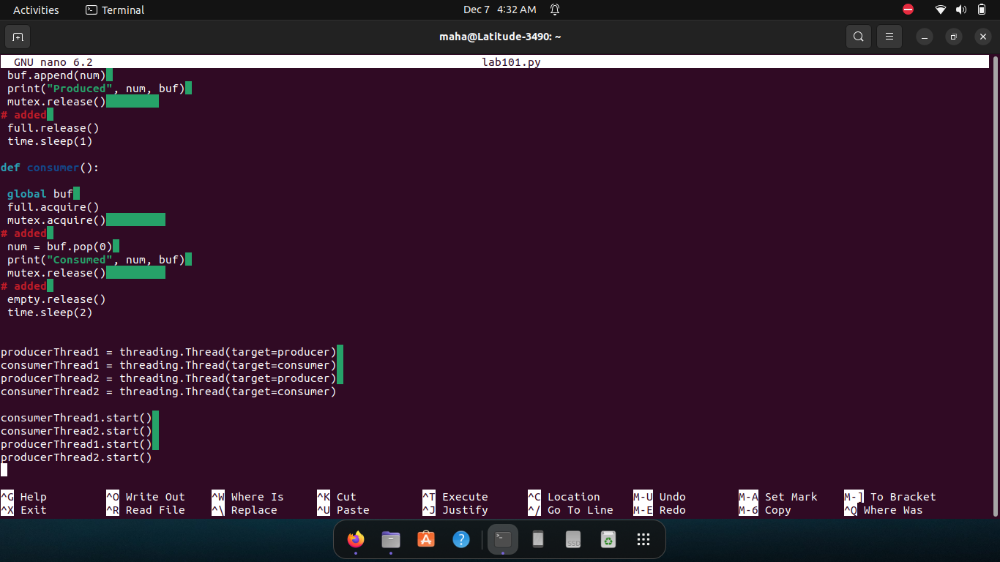 Activities Terminal Dec 7 4:32 AM
maha@Latitude-3490: ~
GNU nano 6.2 lab101.py
buf.append(num)
print("Produced", num, buf)
mutex.release()
# added
full.release()
time.sleep(1)
def consumer():
global buf
full.acquire()
mutex.acquire()
# added
num = buf.pop(0)
print("Consumed", num, buf)
mutex.release()
# added
empty.release()
time.sleep(2)
producerThread1 = threading.Thread(target=producer)
consumerThread1 = threading.Thread(target=consumer)
producerThread2 = threading.Thread(target=producer)
consumerThread2 = threading.Thread(target=consumer)
consumerThread1.start()
consumerThread2.start()
producerThread1.start()
producerThread2.start()
^G Help ^O Write Out ^W Where Is ^K Cut ^T Execute ^C Location M-U Undo M-A Set Mark M-] To Bracket
^X Exit ^R Read File ^\ Replace ^U Paste ^J Justify ^/ Go To Line M-E Redo M-6 Copy ^Q Where Was
SSD